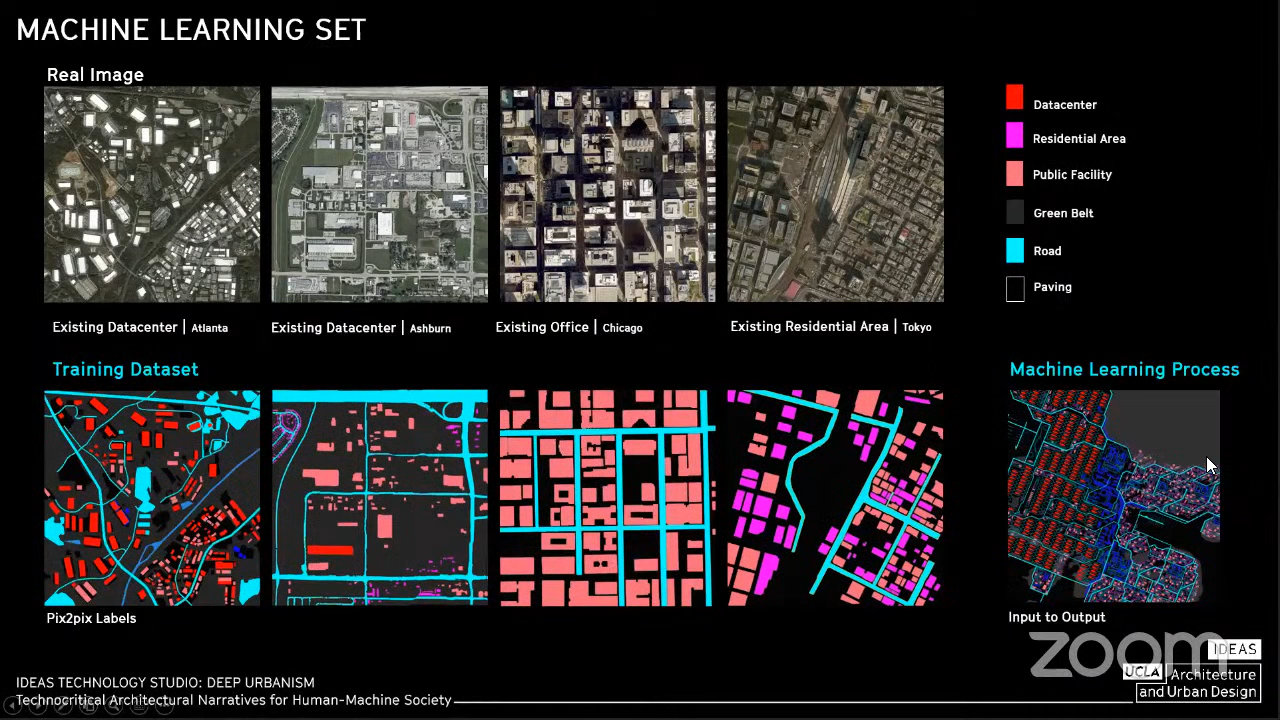 MACHINE LEARNING SET
Real Image
Datacenter
Residential Area
Public Facility
Green Belt
Road
Paving
Existing Datacenter | Atlanta
Existing Datacenter | Ashburn
Existing Office | Chicago
Existing Residential Area | Tokyo
Training Dataset
Machine Learning Process
Pix2pix Labels
Input to Output
zoom
IDEAS
UCLA Architecture
and Urban Design
IDEAS TECHNOLOGY STUDIO: DEEP URBANISM
Technocritical Architectural Narratives for Human-Machine Society